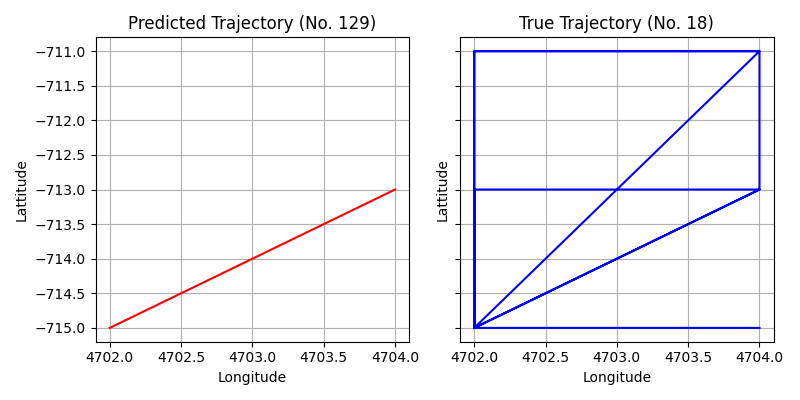 Predicted Trajectory (No. 129)
True Trajectory (No. 18)
−711.0
−711.5
−712.0
−712.5
−713.0
−713.5
−714.0
−714.5
−715.0
Lattitude
Lattitude
4702.0 4702.5 4703.0 4703.5 4704.0
4702.0 4702.5 4703.0 4703.5 4704.0
Longitude
Longitude